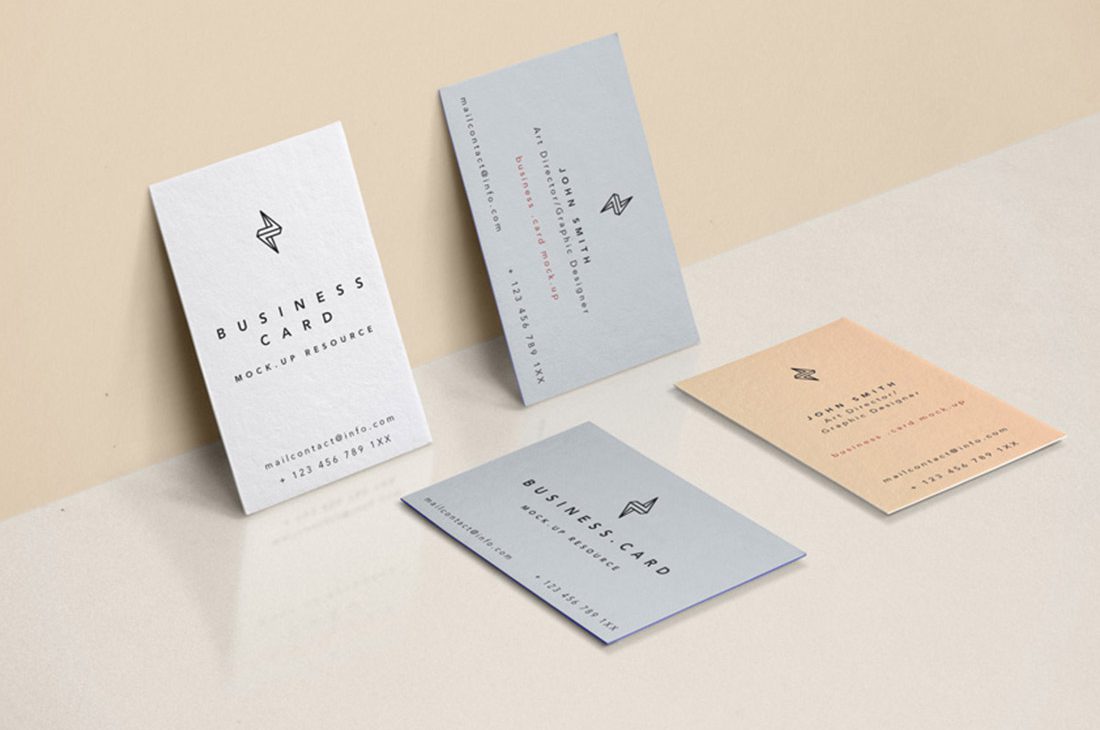 BUSINESS
CARD
MOCK.UP RESOURCE
mailcontact@info.com
+ 123 456 789 1XX
JOHN SMITH
Art Director/Graphic Designer
business .card mock.up
mailcontact@info.com
+ 123 456 789 1XX
BUSINESS.CARD
MOCK.UP RESOURCE
mailcontact@info.com
+ 123 456 789 1XX
JOHN SMITH
Art Director/
Graphic Designer
business .card mock.up
mailcontact@info.com
+ 123 456 789 1XX